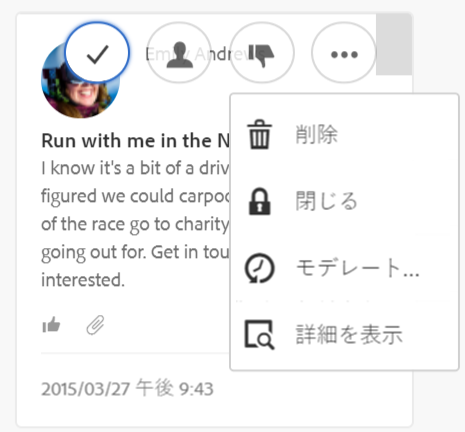 Emily Andrews
Run with me in the N
I know it's a bit of a driv
figured we could carpoo
of the race go to charity
going out for. Get in tou
interested.
2015/03/27 午後 9:43
削除
閉じる
モデレート...
詳細を表示